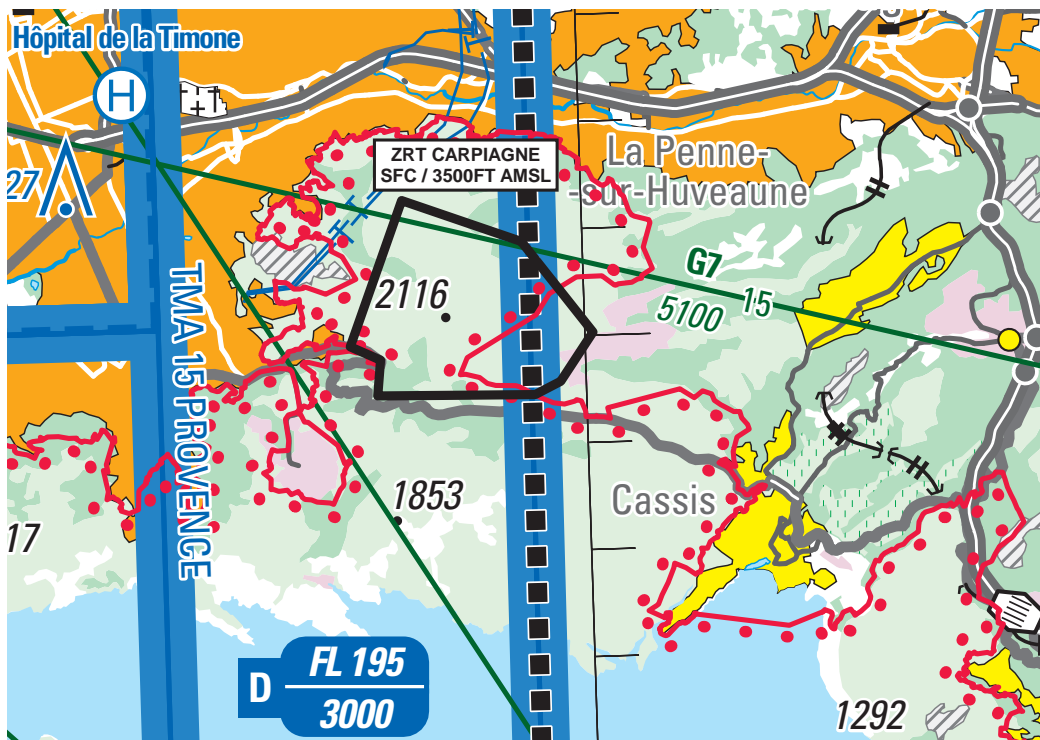 Hôpital de la Timone
H
27
ZRT CARPIAGNE
SFC / 3500FT AMSL
La Penne-
-sur-Huveaune
G7
15
5100
2116
TMA 15 PROVENCE
1853
Cassis
17
D
FL 195
3000
1292